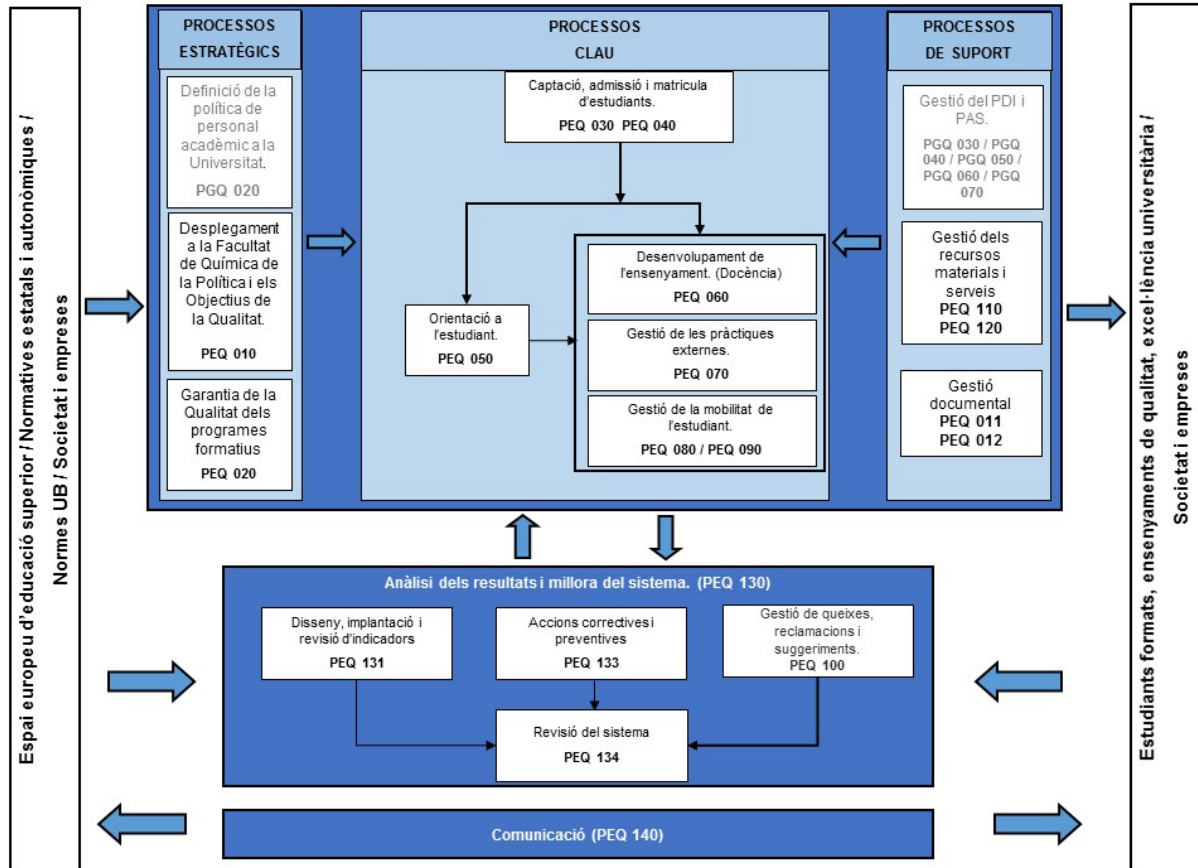 Espai europeu d'educació superior / Normatives estatals i autonòmiques /
Normes UB / Societat i empreses
PROCESSOS
ESTRATÈGICS
Definició de la
política de
personal
acadèmic a la
Universitat.
PGQ 020
Desplegament
a la Facultat
de Química de
la Política i els
Objectius de
la Qualitat.
PEQ 010
Garantia de la
Qualitat dels
programes
formatius
PEQ 020
PROCESSOS
CLAU
Captació, admissió i matricula
d'estudiants.
PEQ 030 PEQ 040
Orientació a
l'estudiant.
PEQ 050
Desenvolupament de
l'ensenyament. (Docència)
PEQ 060
Gestió de les pràctiques
externes.
PEQ 070
Gestió de la mobilitat de
l'estudiant.
PEQ 080 / PEQ 090
PROCESSOS
DE SUPORT
Gestió del PDI i
PAS.
PGQ 030 / PGQ
040 / PGQ 050 /
PGQ 060 / PGQ
070
Gestió dels
recursos
materials i
serveis
PEQ 110
PEQ 120
Gestió
documental
PEQ 011
PEQ 012
Anàlisi dels resultats i millora del sistema. (PEQ 130)
Disseny, implantació i
revisió d'indicadors
PEQ 131
Accions correctives i
preventives
PEQ 133
Gestió de queixes,
reclamacions i
suggeriments.
PEQ 100
Revisió del sistema
PEQ 134
Comunicació (PEQ 140)
Estudiants formats, ensenyaments de qualitat, excel·lència universitària /
Societat i empreses